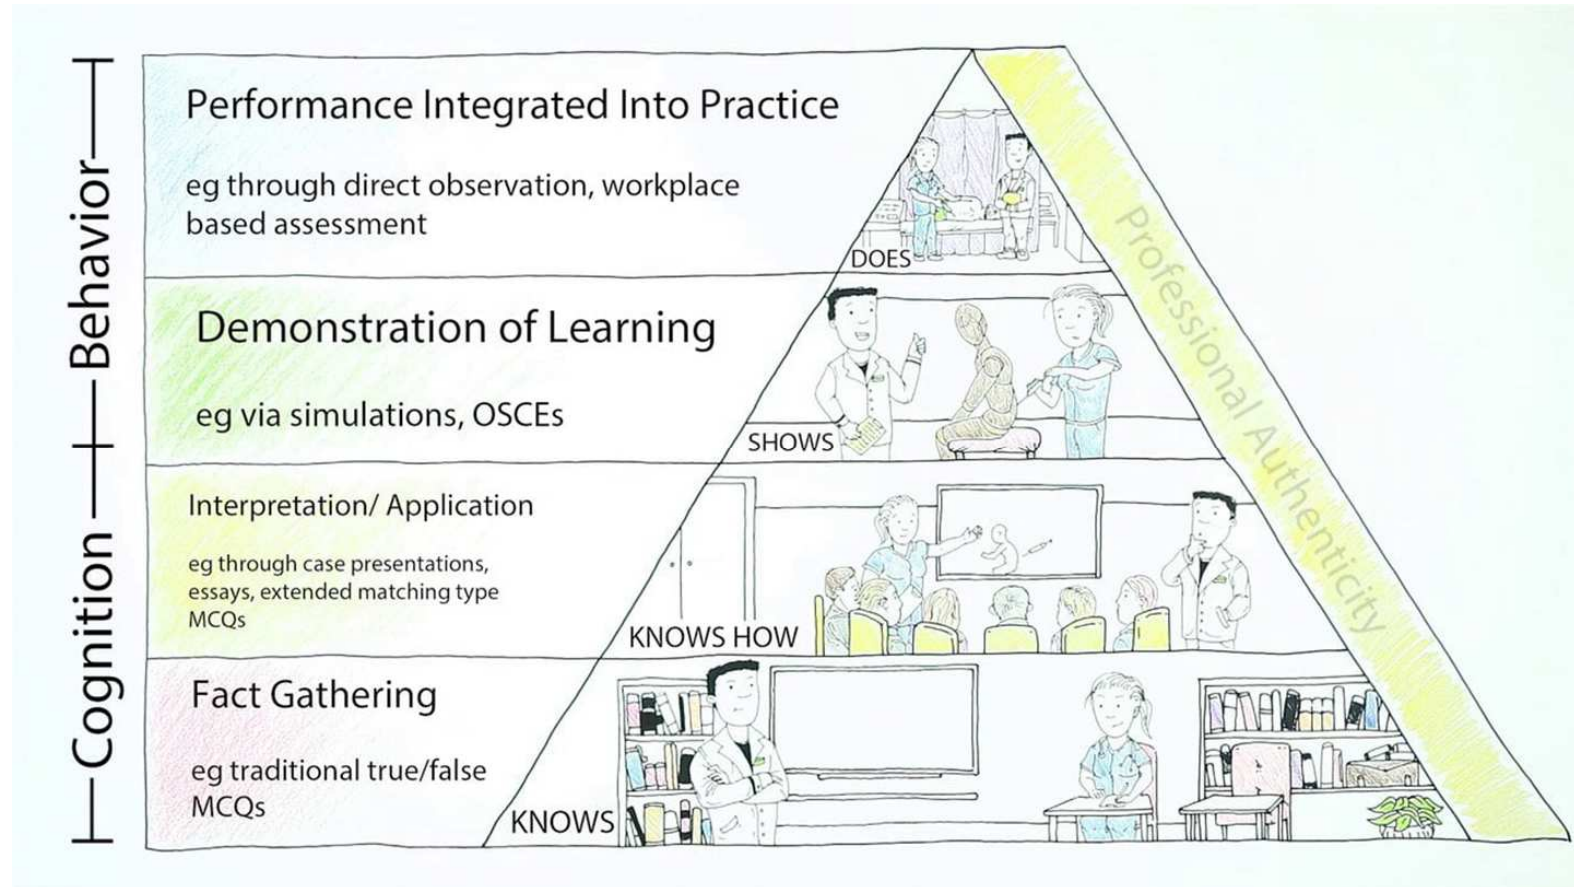 Behavior
Cognition
Performance Integrated Into Practice
eg through direct observation, workplace
based assessment
DOES
Demonstration of Learning
eg via simulations, OSCEs
SHOWS
Interpretation/ Application
eg through case presentations,
essays, extended matching type
MCQs
KNOWS HOW
Fact Gathering
eg traditional true/false
MCQs
KNOWS
Professional Authenticity